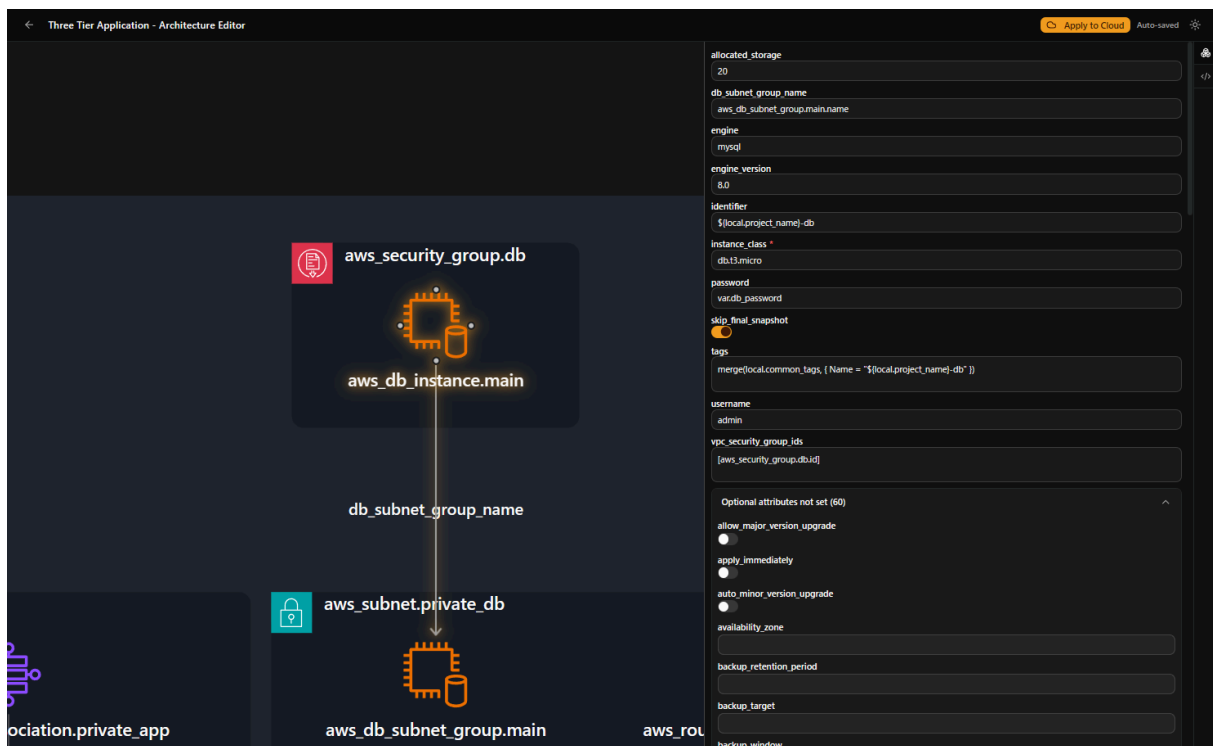 Three Tier Application - Architecture Editor
Apply to Cloud
Auto-saved
aws_security_group.db
aws_db_instance.main
db_subnet_group_name
aws_subnet.private_db
ociation.private_app
aws_db_subnet_group.main
aws_rou
allocated_storage
20
db_subnet_group_name
aws_db_subnet_group.main.name
engine
mysql
engine_version
8.0
identifier
${local.project_name}-db
instance_class *
db.t3.micro
password
var.db_password
skip_final_snapshot
tags
merge(local.common_tags, { Name = "${local.project_name}-db" })
username
admin
vpc_security_group_ids
[aws_security_group.db.id]
Optional attributes not set (60)
allow_major_version_upgrade
apply_immediately
auto_minor_version_upgrade
availability_zone
backup_retention_period
backup_target
backup_window